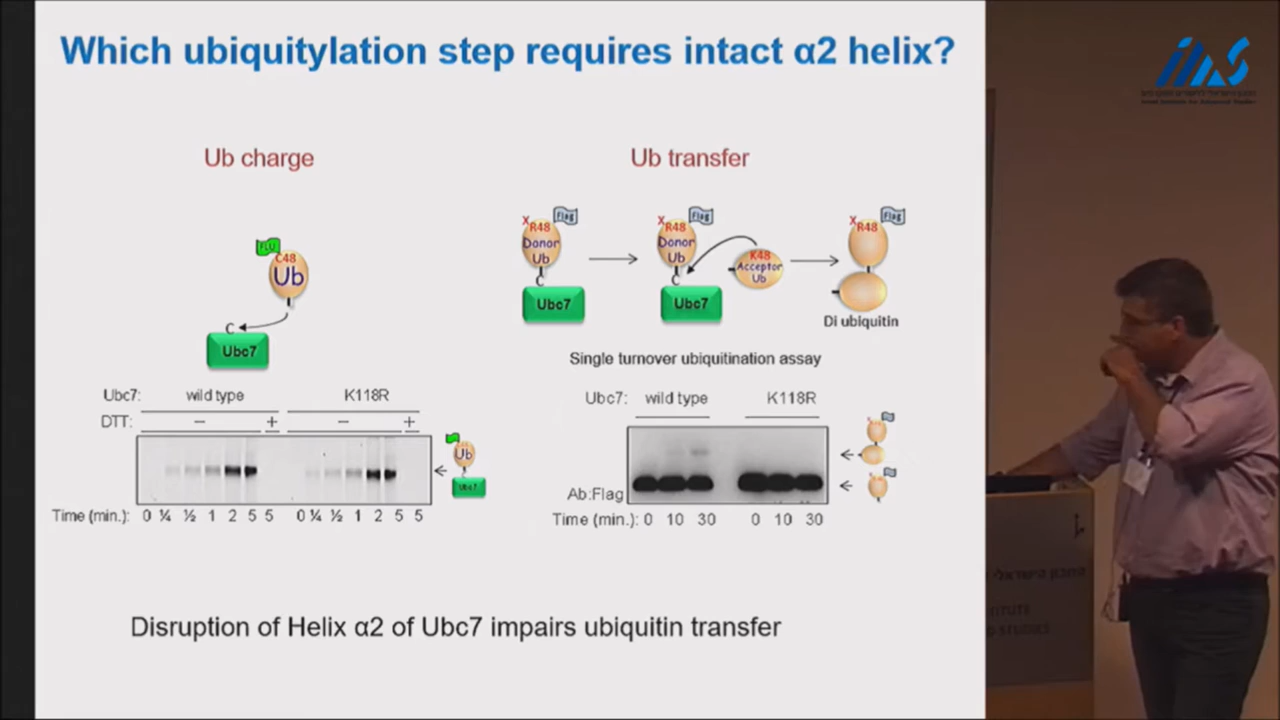 Which ubiquitylation step requires intact α2 helix?
Ub charge
Ub transfer
FLU
C48
Ub
C
Ubc7
X R48 flag
Donor
Ub
C
Ubc7
X R48 flag
Donor
Ub
C
Ubc7
K48
Acceptor
Ub
X R48 flag
Di ubiquitin
Single turnover ubiquitination assay
Ubc7: wild type K118R
DTT: – + – +
Ub
Ubc7
Time (min.): 0 ¼ ½ 1 2 5 5 0 ¼ ½ 1 2 5 5
Ubc7: wild type K118R
Ab:Flag
Time (min.): 0 10 30 0 10 30
Disruption of Helix α2 of Ubc7 impairs ubiquitin transfer
IIAS